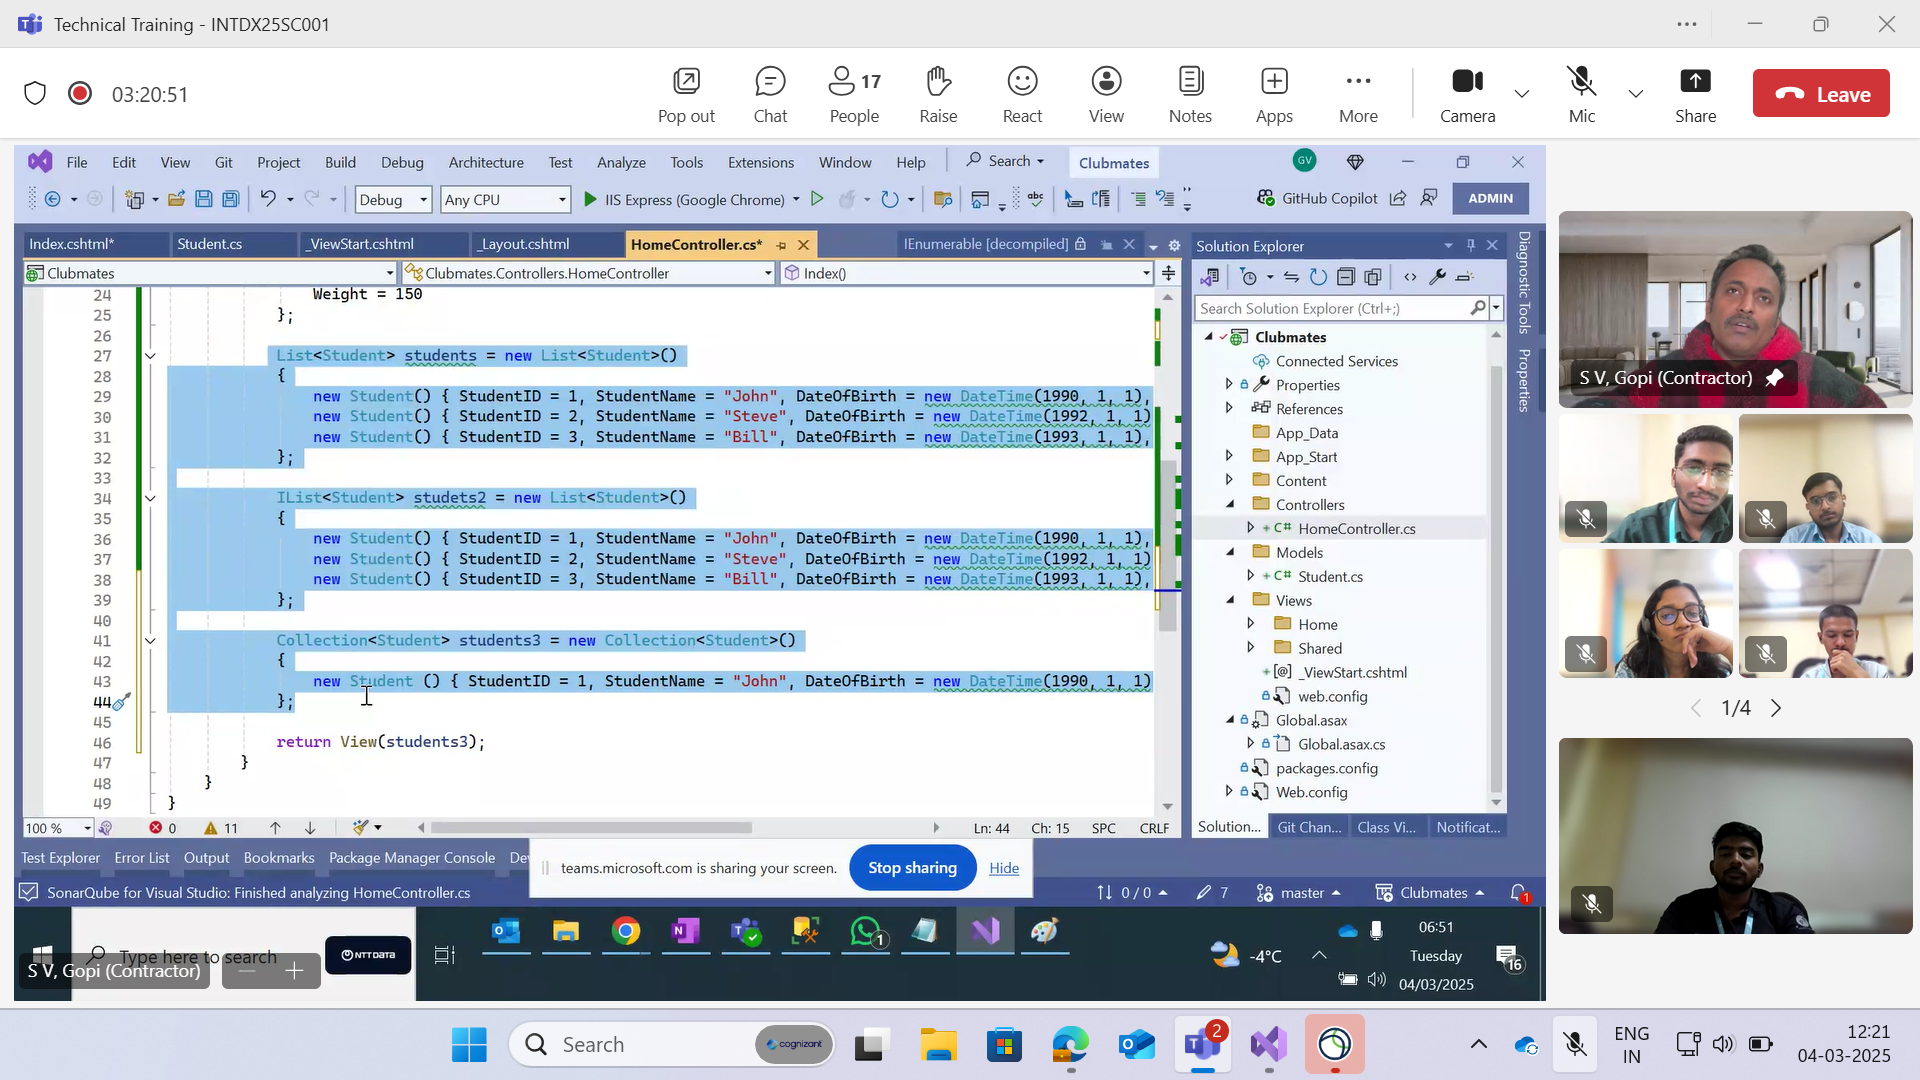 Technical Training - INTDX25SC001
03:20:51
Pop out
Chat
17
People
Raise
React
View
Notes
Apps
More
Camera
Mic
Share
Leave
File Edit View Git Project Build Debug Architecture Test Analyze Tools Extensions Window Help Search Clubmates GV
Debug Any CPU IIS Express (Google Chrome) abc GitHub Copilot ADMIN
Index.cshtml* Student.cs _ViewStart.cshtml _Layout.cshtml HomeController.cs* IEnumerable [decompiled]
Clubmates Clubmates.Controllers.HomeController Index()
24 Weight = 150
25 };
26
27 List<Student> students = new List<Student>()
28 {
29 new Student() { StudentID = 1, StudentName = "John", DateOfBirth = new DateTime(1990, 1, 1),
30 new Student() { StudentID = 2, StudentName = "Steve", DateOfBirth = new DateTime(1992, 1, 1)
31 new Student() { StudentID = 3, StudentName = "Bill", DateOfBirth = new DateTime(1993, 1, 1),
32 };
33
34 IList<Student> studets2 = new List<Student>()
35 {
36 new Student() { StudentID = 1, StudentName = "John", DateOfBirth = new DateTime(1990, 1, 1),
37 new Student() { StudentID = 2, StudentName = "Steve", DateOfBirth = new DateTime(1992, 1, 1)
38 new Student() { StudentID = 3, StudentName = "Bill", DateOfBirth = new DateTime(1993, 1, 1),
39 };
40
41 Collection<Student> students3 = new Collection<Student>()
42 {
43 new Student () { StudentID = 1, StudentName = "John", DateOfBirth = new DateTime(1990, 1, 1)
44 };
45
46 return View(students3);
47 }
48 }
49 }
100 % 0 11 Ln: 44 Ch: 15 SPC CRLF
Solution Explorer
Search Solution Explorer (Ctrl+;)
Clubmates
Connected Services
Properties
References
App_Data
App_Start
Content
Controllers
C# HomeController.cs
Models
C# Student.cs
Views
Home
Shared
[@] _ViewStart.cshtml
web.config
Global.asax
Global.asax.cs
packages.config
Web.config
Solution... Git Chan... Class Vi... Notificat...
Diagnostic Tools
Properties
Test Explorer Error List Output Bookmarks Package Manager Console De
teams.microsoft.com is sharing your screen. Stop sharing Hide
SonarQube for Visual Studio: Finished analyzing HomeController.cs
0 / 0 7 master Clubmates 1
Type here to search
NTT DATA
S V, Gopi (Contractor)
1
-4°C
06:51
Tuesday
04/03/2025
16
S V, Gopi (Contractor)
1/4
Search
cognizant
2
ENG
IN
12:21
04-03-2025